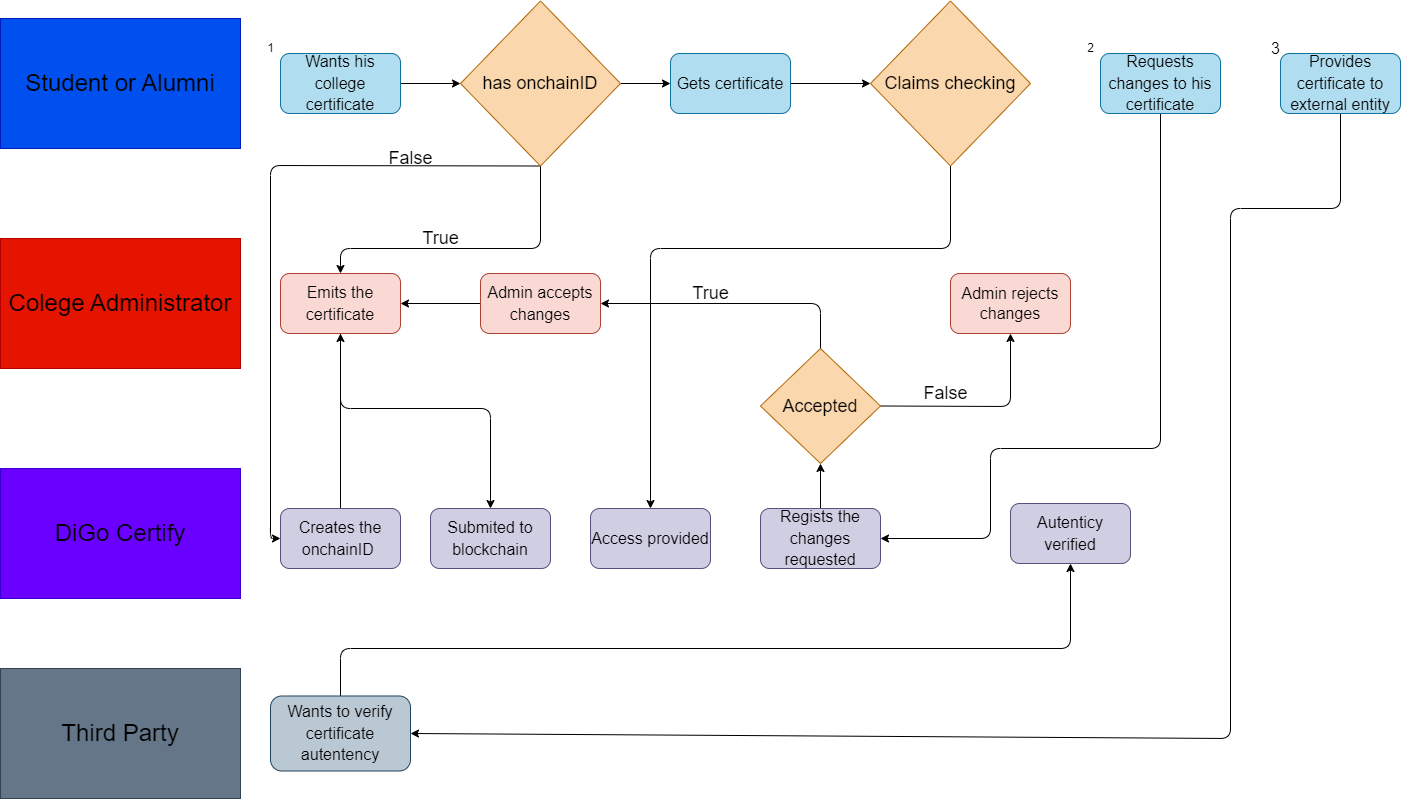 Student or Alumni
1
Wants his
college
certificate
has onchainID
Gets certificate
Claims checking
2
Requests
changes to his
certificate
3
Provides
certificate to
external entity
False
True
Colege Administrator
Emits the
certificate
Admin accepts
changes
True
Admin rejects
changes
Accepted
False
DiGo Certify
Creates the
onchainID
Submited to
blockchain
Access provided
Regists the
changes
requested
Autenticy
verified
Third Party
Wants to verify
certificate
autentency